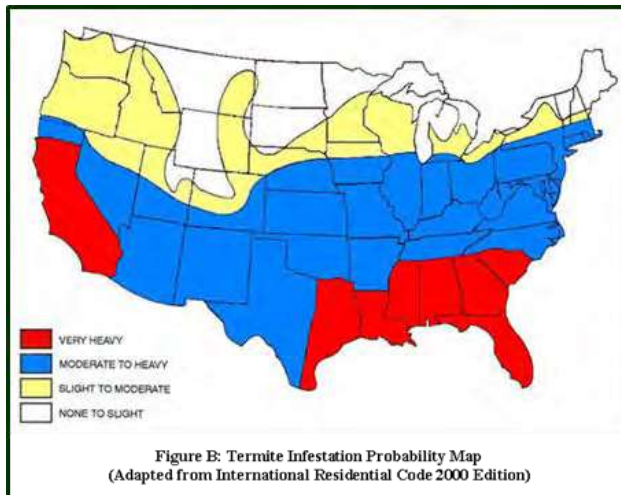 VERY HEAVY
MODERATE TO HEAVY
SLIGHT TO MODERATE
NONE TO SLIGHT
Figure B: Termite Infestation Probability Map
(Adapted from International Residential Code 2000 Edition)